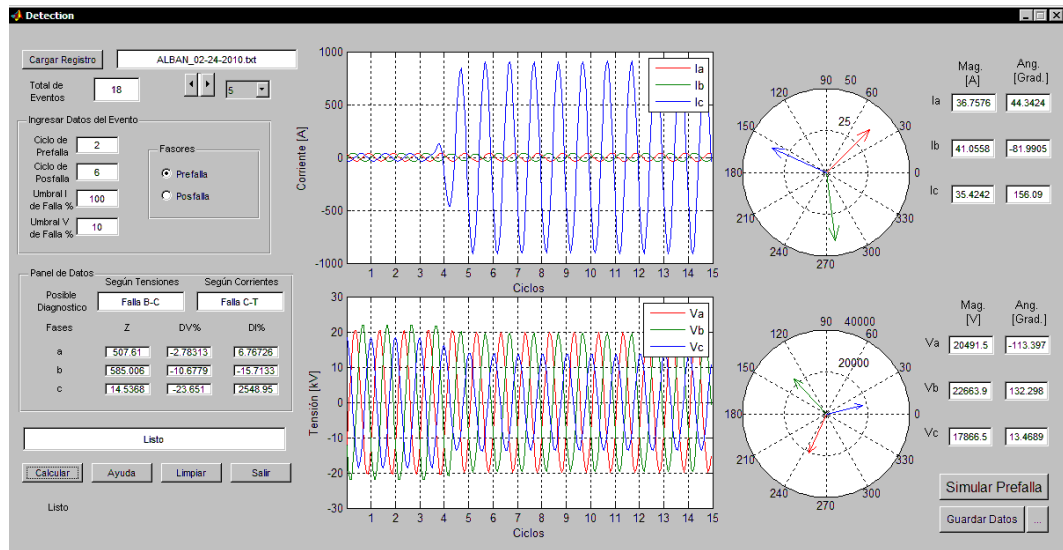 Detection
Cargar Registro ALBAN_02-24-2010.txt
Total de Eventos 18 5
Ingresar Datos del Evento
Ciclo de Prefalla 2
Ciclo de Posfalla 6
Umbral I de Falla % 100
Umbral V de Falla % 10
Fasores
Prefalla
Posfalla
Panel de Datos
Según Tensiones Según Corrientes
Posible Diagnostico Falla B-C Falla C-T
Fases Z DV% DI%
a 507.61 -2.78313 6.76726
b 585.006 -10.6779 -15.7133
c 14.5368 -23.651 2548.95
Listo
Calcular Ayuda Limpiar Salir
Listo
1000
500
0
-500
-1000
Corriente [A]
Ia
Ib
Ic
1 2 3 4 5 6 7 8 9 10 11 12 13 14 15
Ciclos
30
20
10
0
-10
-20
-30
Tensión [kV]
Va
Vb
Vc
1 2 3 4 5 6 7 8 9 10 11 12 13 14 15
Ciclos
90 50
120 60
25
150 30
180 0
210 330
240 300
270
Mag. [A] Ang. [Grad.]
Ia 36.7576 44.3424
Ib 41.0558 -81.9905
Ic 35.4242 156.09
90 40000
120 60
20000
150 30
180 0
210 330
240 300
270
Mag. [V] Ang. [Grad.]
Va 20491.5 -113.397
Vb 22663.9 132.298
Vc 17866.5 13.4689
Simular Prefalla
Guardar Datos ...